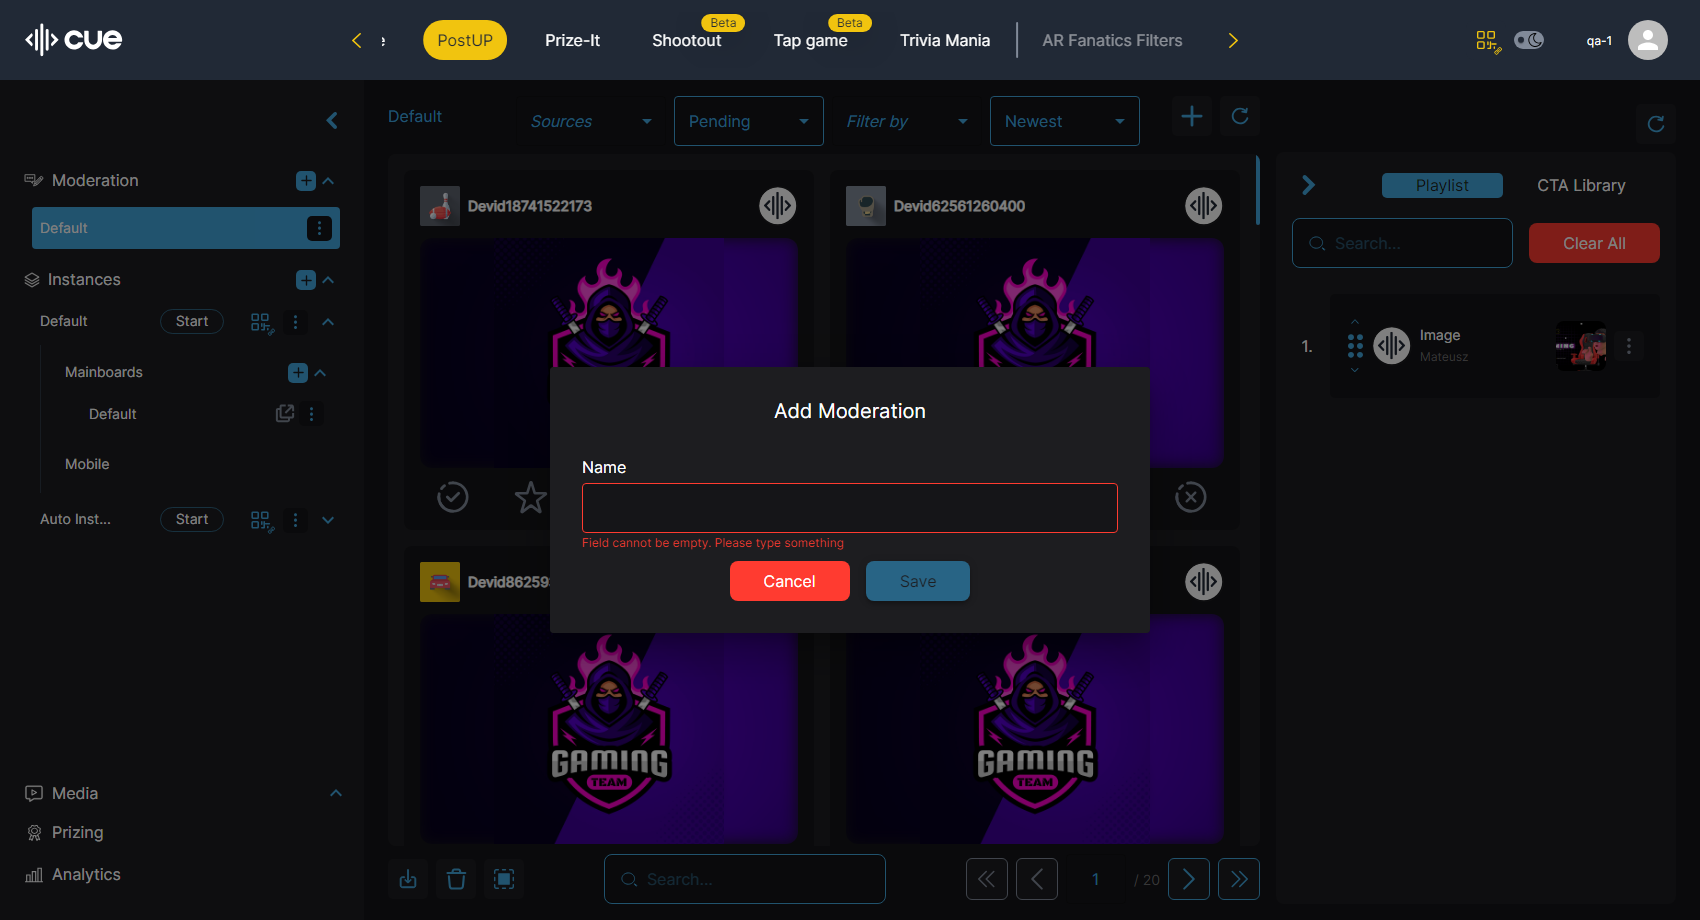 cue
PostUP
Prize-It
Shootout
Beta
Tap game
Beta
Trivia Mania
AR Fanatics Filters
qa-1
Moderation
Default
Instances
Default
Start
Mainboards
Default
Mobile
Auto Inst...
Start
Media
Prizing
Analytics
Default
Sources
Pending
Filter by
Newest
Devid18741522173
Devid62561260400
Add Moderation
Name
Field cannot be empty. Please type something
Cancel
Save
GAMING
TEAM
GAMING
TEAM
Search...
1
/ 20
Playlist
CTA Library
Search...
Clear All
1.
Image
Mateusz